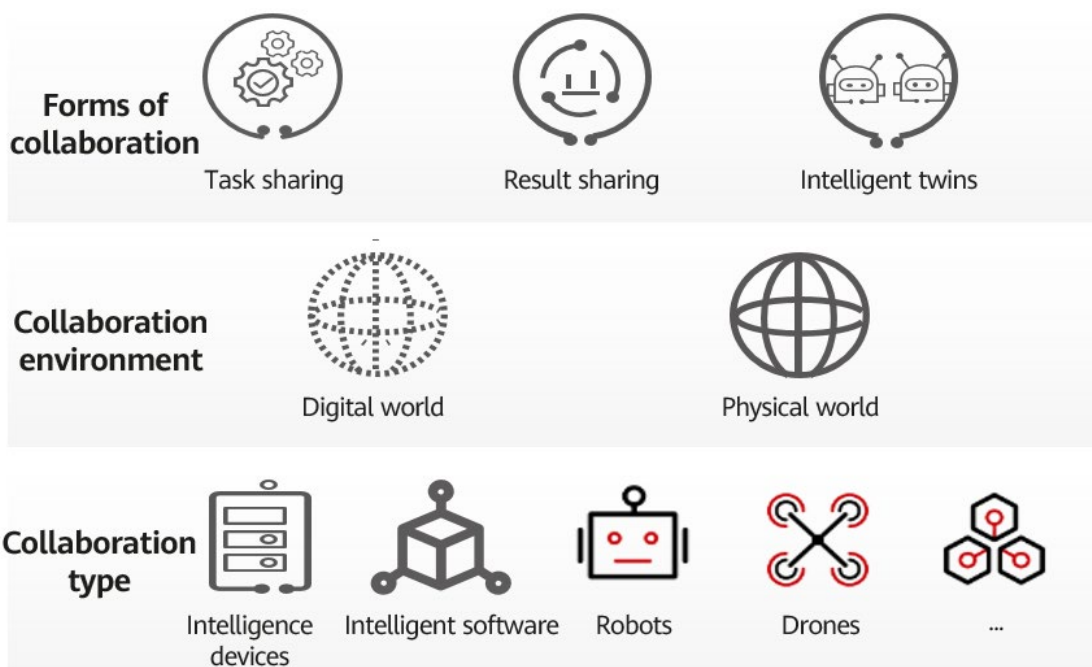 Forms of
collaboration
Task sharing
Result sharing
Intelligent twins
Collaboration
environment
Digital world
Physical world
Collaboration
type
Intelligence
devices
Intelligent software
Robots
Drones
...